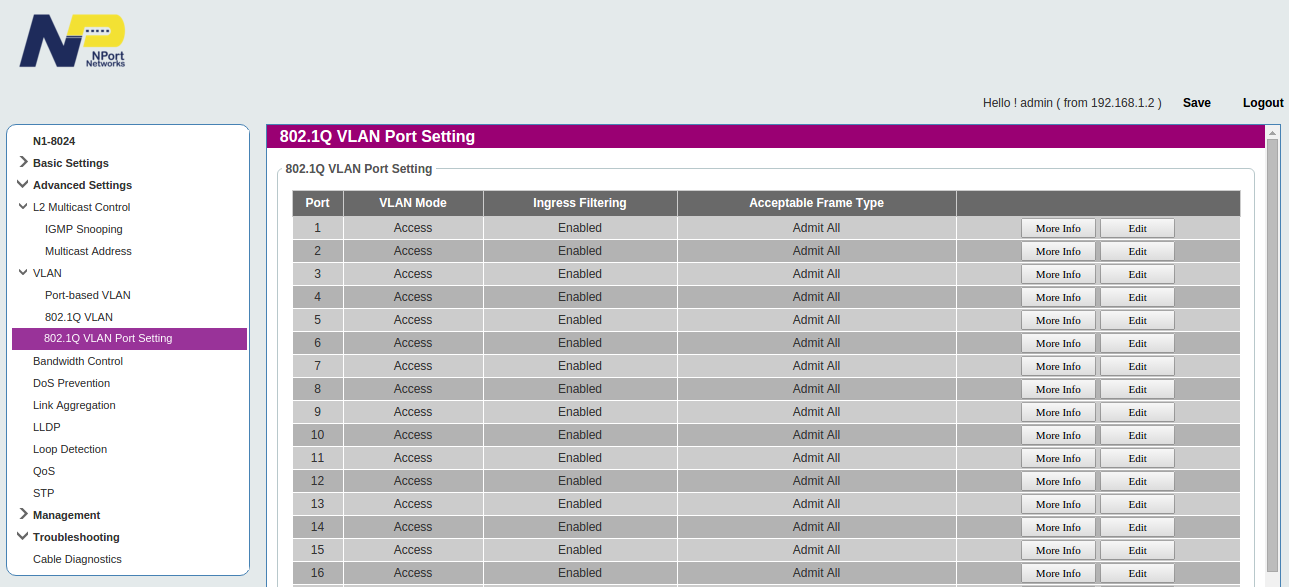 NPort
Networks
Hello ! admin ( from 192.168.1.2 ) Save Logout
N1-8024
Basic Settings
Advanced Settings
L2 Multicast Control
IGMP Snooping
Multicast Address
VLAN
Port-based VLAN
802.1Q VLAN
802.1Q VLAN Port Setting
Bandwidth Control
DoS Prevention
Link Aggregation
LLDP
Loop Detection
QoS
STP
Management
Troubleshooting
Cable Diagnostics
802.1Q VLAN Port Setting
802.1Q VLAN Port Setting
Port VLAN Mode Ingress Filtering Acceptable Frame Type
1 Access Enabled Admit All More Info Edit
2 Access Enabled Admit All More Info Edit
3 Access Enabled Admit All More Info Edit
4 Access Enabled Admit All More Info Edit
5 Access Enabled Admit All More Info Edit
6 Access Enabled Admit All More Info Edit
7 Access Enabled Admit All More Info Edit
8 Access Enabled Admit All More Info Edit
9 Access Enabled Admit All More Info Edit
10 Access Enabled Admit All More Info Edit
11 Access Enabled Admit All More Info Edit
12 Access Enabled Admit All More Info Edit
13 Access Enabled Admit All More Info Edit
14 Access Enabled Admit All More Info Edit
15 Access Enabled Admit All More Info Edit
16 Access Enabled Admit All More Info Edit